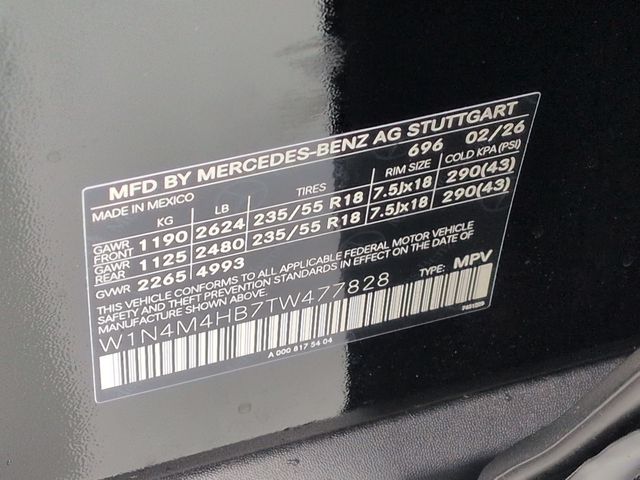 MFD BY MERCEDES-BENZ AG STUTTGART
MADE IN MEXICO 696 02/26
KG LB TIRES RIM SIZE COLD KPA(PSI)
GAWR FRONT 1190 2624 235/55 R18 7.5Jx18 290(43)
GAWR REAR 1125 2480 235/55 R18 7.5Jx18 290(43)
GVWR 2265 4993
THIS VEHICLE CONFORMS TO ALL APPLICABLE FEDERAL MOTOR VEHICLE
SAFETY AND THEFT PREVENTION STANDARDS IN EFFECT ON THE DATE OF
MANUFACTURE SHOWN ABOVE.
W1N4M4HB7TW477828 TYPE: MPV
A 000 817 54 04